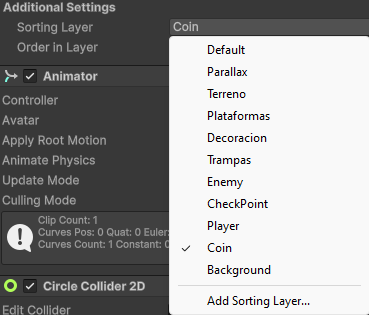 Additional Settings
Sorting Layer
Coin
Order in Layer
Default
Parallax
Terreno
Plataformas
Decoracion
Trampas
Enemy
CheckPoint
Player
Coin
Background
Add Sorting Layer...
Animator
Controller
Avatar
Apply Root Motion
Animate Physics
Update Mode
Culling Mode
Clip Count: 1
Curves Pos: 0 Quat: 0 Euler:
Curves Count: 1 Constant: 0
Circle Collider 2D
Edit Collider